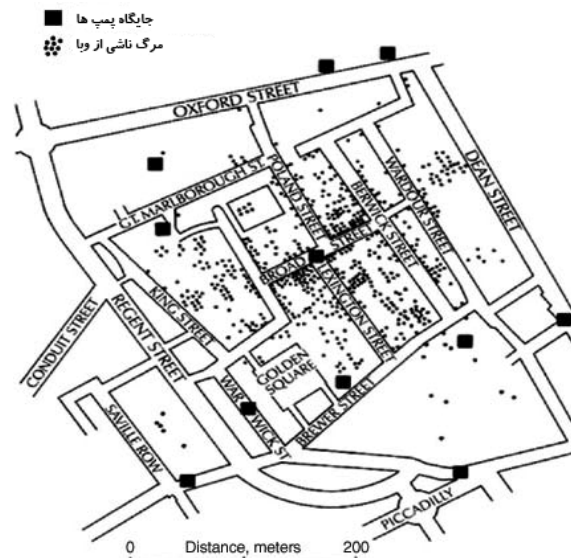 جایگاه پمپ ها
مرگ ناشی از وبا
OXFORD STREET
GT. MARLBOROUGH ST.
POLAND STREET
BERWICK STREET
WARDOUR STREET
DEAN STREET
BROAD STREET
KING STREET
REGENT STREET
CONDUIT STREET
LEXINGTON STREET
GOLDEN SQUARE
WARWICK ST.
BREWER STREET
SAVILLE ROW
PICCADILLY
0 Distance, meters 200